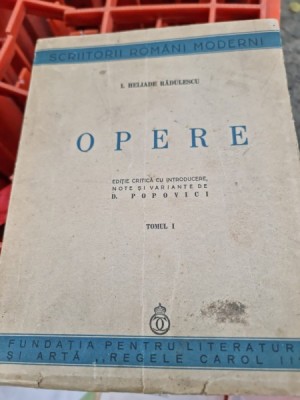 SCRIITORII ROMÂNI MODERNI
I. HELIADE RĂDULESCU
OPERE
EDIȚIE CRITICĂ CU INTRODUCERE,
NOTE ȘI VARIANTE DE
D. POPOVICI
TOMUL I
FUNDAȚIA PENTRU LITERATUR
ȘI ARTĂ „REGELE CAROL II"